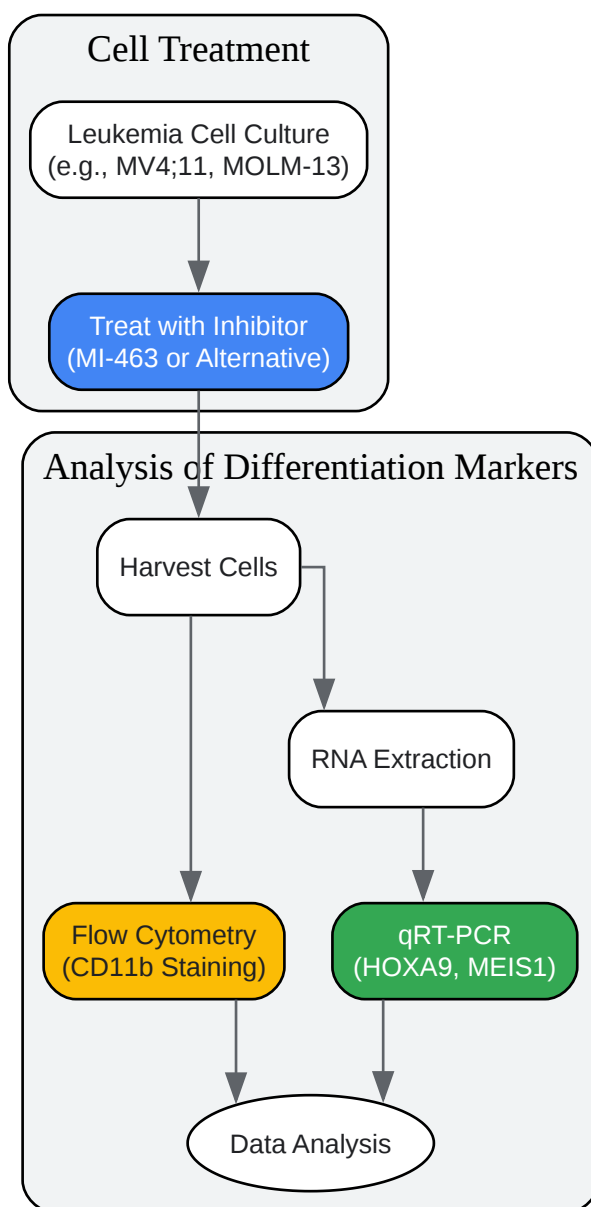 Cell Treatment
Leukemia Cell Culture
(e.g., MV4;11, MOLM-13)
Treat with Inhibitor
(MI-463 or Alternative)
Analysis of Differentiation Markers
Harvest Cells
RNA Extraction
Flow Cytometry
(CD11b Staining)
qRT-PCR
(HOXA9, MEIS1)
Data Analysis